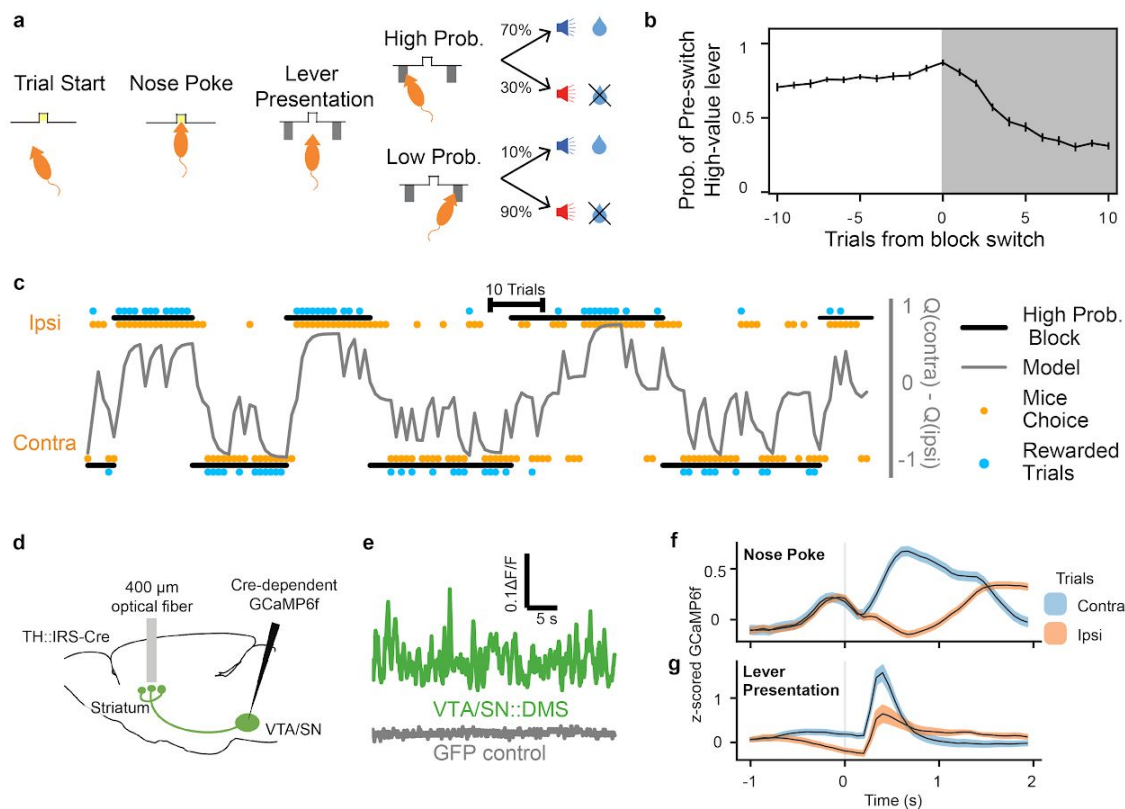 a
Trial Start
Nose Poke
Lever
Presentation
High Prob.
70%
30%
Low Prob.
10%
90%
b
Prob. of Pre-switch
High-value lever
1
0.5
0
-10
-5
0
5
10
Trials from block switch
c
Ipsi
Contra
10 Trials
1
0
-1
Q(contra) - Q(ipsi)
High Prob.
Block
Model
Mice
Choice
Rewarded
Trials
d
400 µm
optical fiber
Cre-dependent
GCaMP6f
TH::IRS-Cre
Striatum
VTA/SN
e
0.1ΔF/F
5 s
VTA/SN::DMS
GFP control
f
Nose Poke
0.5
0
-1
0
1
2
Trials
Contra
Ipsi
z-scored GCaMP6f
g
Lever
Presentation
1
0
-1
0
1
2
Time (s)